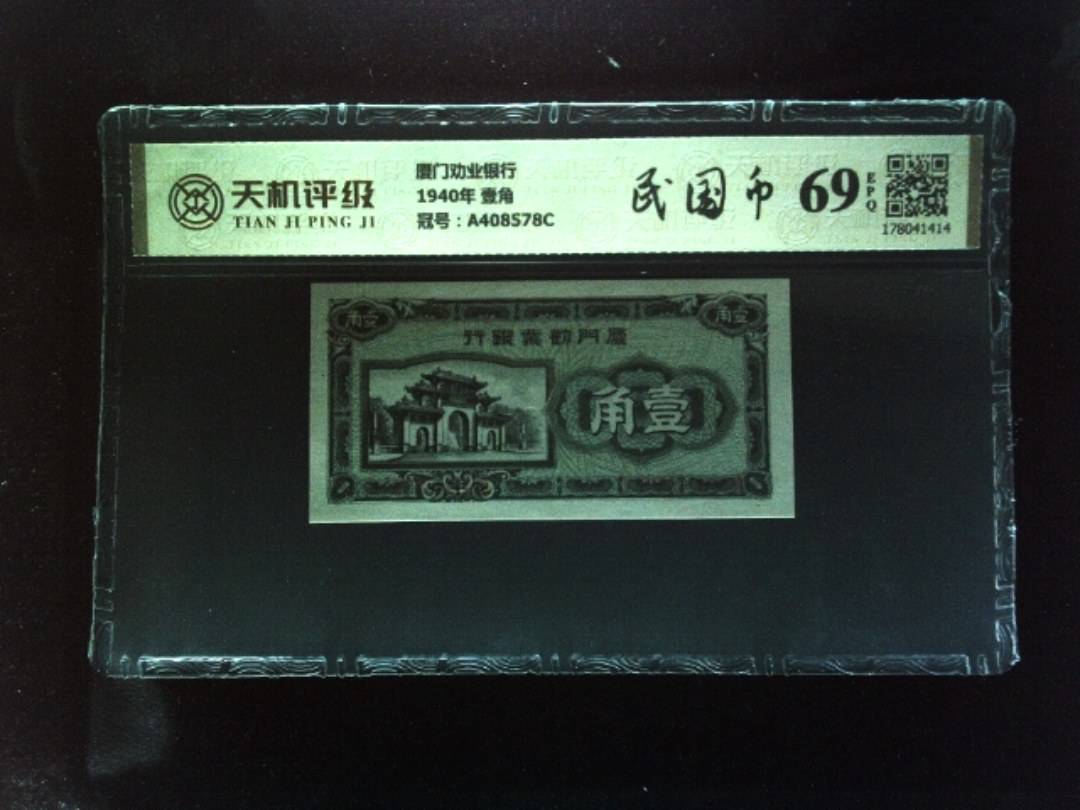 天机评级
TIAN JI PING JI
厦门劝业银行
1940年 壹角
冠号：A408578C
民国币
69
EPQ
178041414
角壹
角壹
行銀業勸門廈
角壹